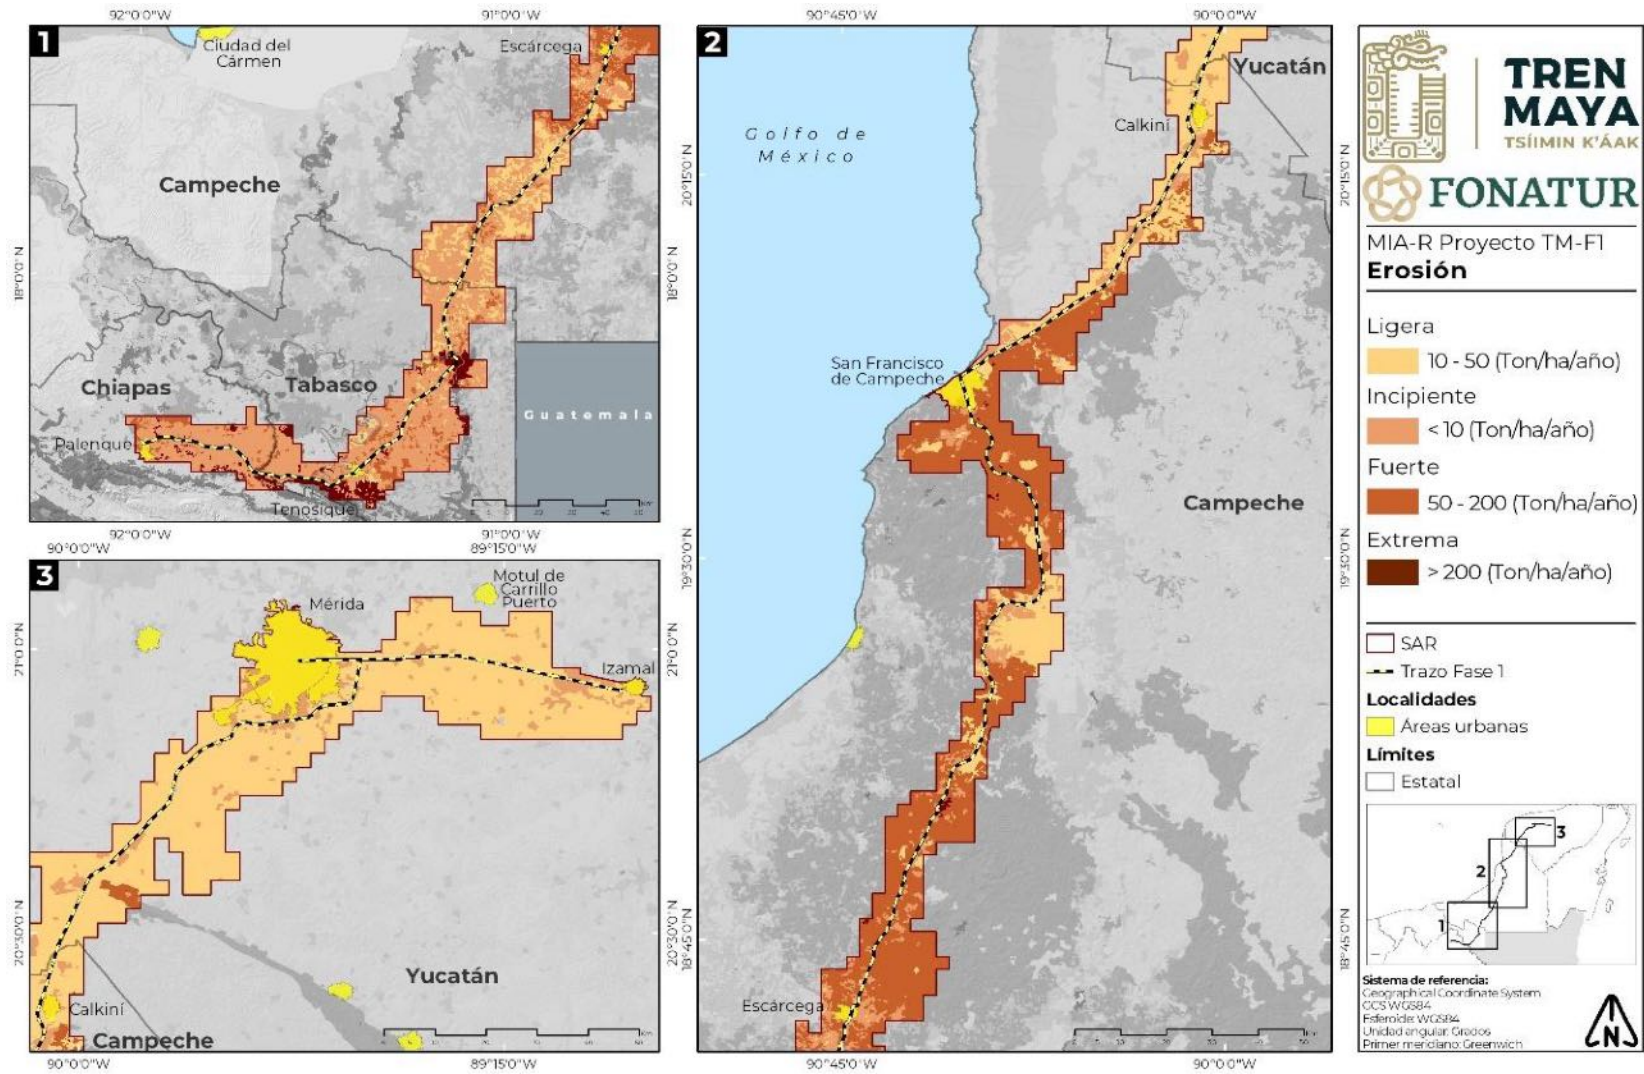 92°0'0"W
91°0'0"W
1
Ciudad del
Cármen
Escárcega
Campeche
18°0'0"N
18°0'0"N
Chiapas
Tabasco
Guatemala
Palenque
Tenosique
92°0'0"W
91°0'0"W
90°0'0"W
89°15'0"W
3
Motul de
Carrillo
Puerto
Mérida
21°0'0"N
21°0'0"N
Izamal
20°30'0"N
20°30'0"N
Yucatán
Calkiní
Campeche
90°0'0"W
89°15'0"W
90°45'0"W
90°0'0"W
2
Yucatán
Golfo de
México
Calkiní
20°15'0"N
20°15'0"N
San Francisco
de Campeche
Campeche
19°30'0"N
19°30'0"N
18°45'0"N
18°45'0"N
Escárcega
90°45'0"W
90°0'0"W
TREN
MAYA
TSÍIMIN K'ÁAK
FONATUR
MIA-R Proyecto TM-F1
Erosión
Ligera
10 - 50 (Ton/ha/año)
Incipiente
< 10 (Ton/ha/año)
Fuerte
50 - 200 (Ton/ha/año)
Extrema
> 200 (Ton/ha/año)
SAR
Trazo Fase 1
Localidades
Áreas urbanas
Límites
Estatal
3
2
1
Sistema de referencia:
Geographical Coordinate System
GCS WGS84
Esferoide: WGS84
Unidad angular: Grados
Primer meridiano: Greenwich
N